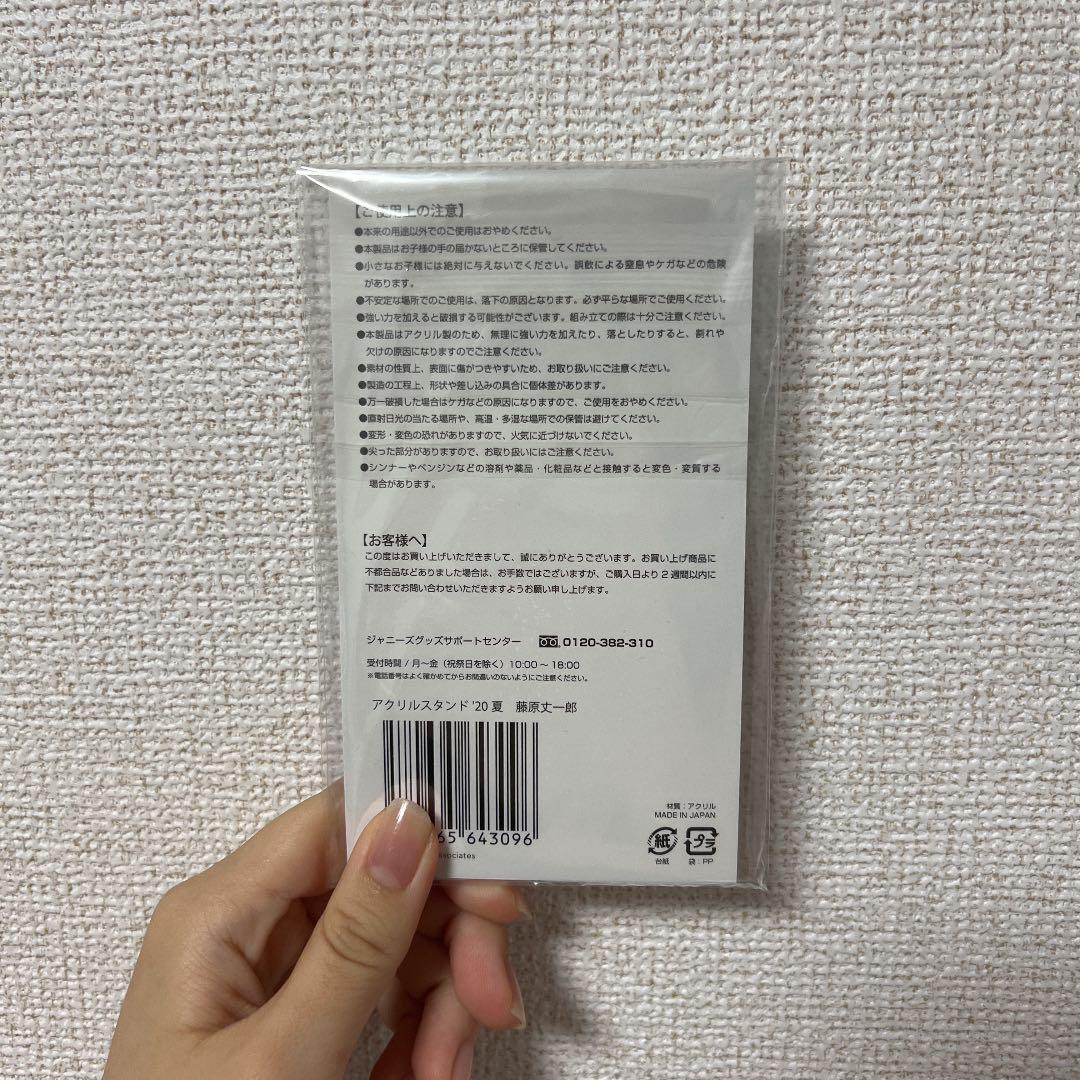 【ご使用上の注意】
●本来の用途以外でのご使用はおやめください。
●本製品はお子様の手の届かないところに保管してください。
●小さなお子様には絶対に与えないでください。誤飲による窒息やケガなどの危険
があります。
●不安定な場所でのご使用は、落下の原因となります。必ず平らな場所でご使用ください。
●強い力を加えると破損する可能性がございます。組み立ての際は十分ご注意ください。
●本製品はアクリル製のため、無理に強い力を加えたり、落としたりすると、割れや
欠けの原因になりますのでご注意ください。
●素材の性質上、表面に傷がつきやすいため、お取り扱いにご注意ください。
●製造の工程上、形状や差し込みの具合に個体差があります。
●万一破損した場合はケガなどの原因になりますので、ご使用をおやめください。
●直射日光の当たる場所や、高温・多湿な場所での保管は避けてください。
●変形・変色の恐れがありますので、火気に近づけないでください。
●尖った部分がありますので、お取り扱いにはご注意ください。
●シンナーやベンジンなどの溶剤や薬品・化粧品などと接触すると変色・変質する
場合があります。
【お客様へ】
この度はお買い上げいただきまして、誠にありがとうございます。お買い上げ商品に
不都合品などありました場合は、お手数ではございますが、ご購入日より2週間以内に
下記までお問い合わせいただきますようお願い申し上げます。
ジャニーズグッズサポートセンター 0120-382-310
受付時間/月〜金(祝祭日を除く)10:00〜18:00
※電話番号はよく確かめてからお間違いのないようにご注意ください。
アクリルスタンド'20夏 藤原丈一郎
65 643096
ssociates
材質:アクリル
MADE IN JAPAN
紙 プラ
台紙 袋:PP